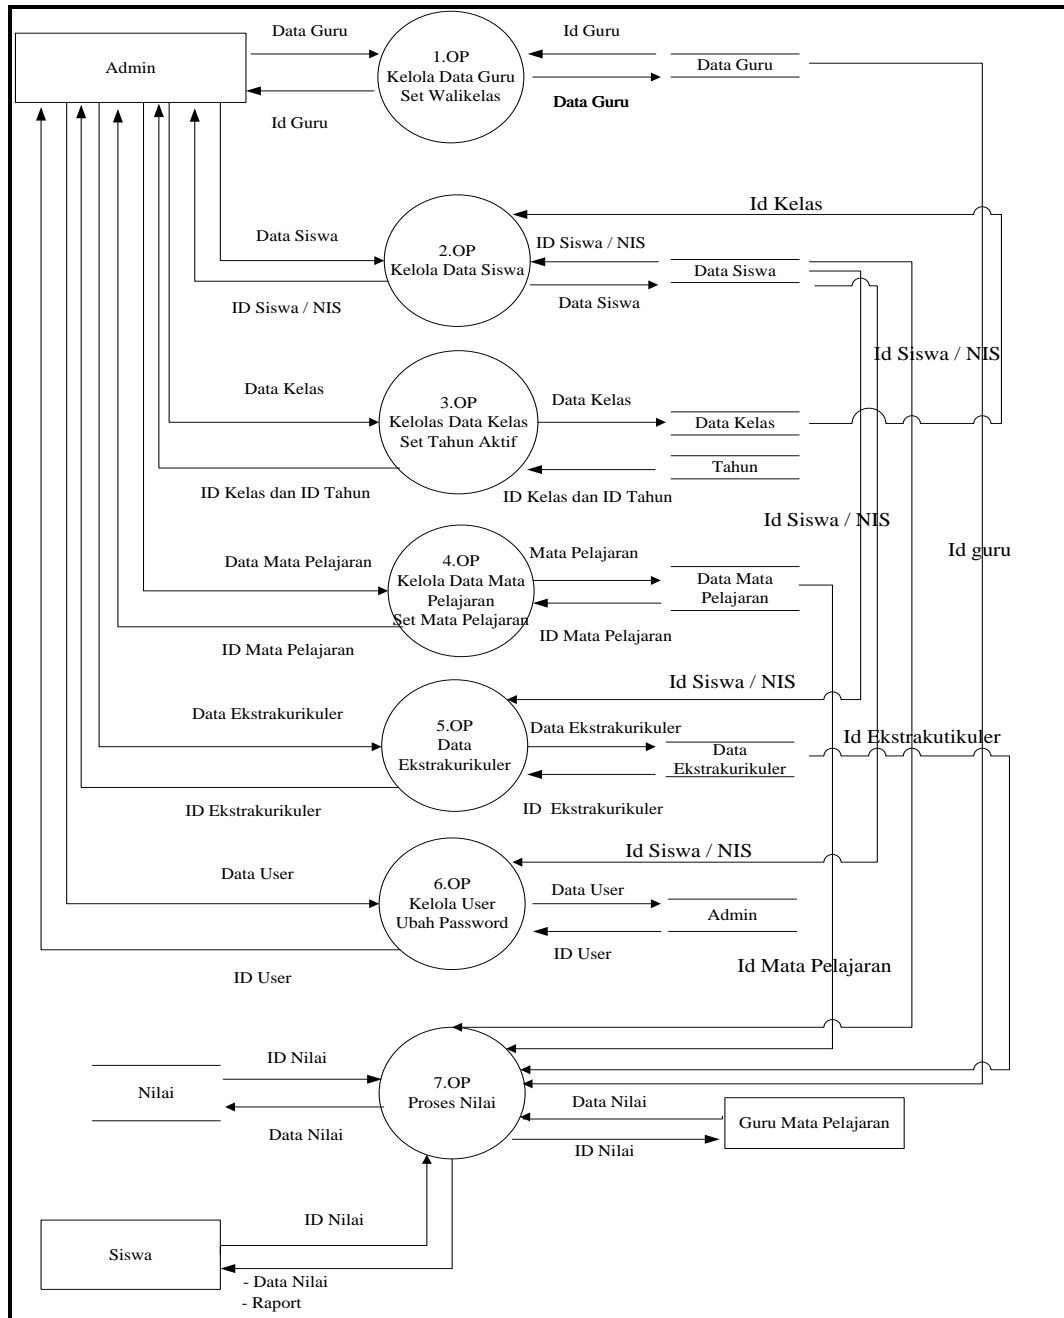 Data Guru
Id Guru
Admin
1.OP
Kelola Data Guru
Set Walikelas
Data Guru
Data Guru
Id Guru
Id Kelas
Data Siswa
2.OP
Kelola Data Siswa
ID Siswa / NIS
Data Siswa
ID Siswa / NIS
Data Siswa
Id Siswa / NIS
Data Kelas
3.OP
Kelolas Data Kelas
Set Tahun Aktif
Data Kelas
Data Kelas
Tahun
ID Kelas dan ID Tahun
ID Kelas dan ID Tahun
Id Siswa / NIS
Id guru
Data Mata Pelajaran
4.OP
Kelola Data Mata
Pelajaran
Set Mata Pelajaran
Mata Pelajaran
Data Mata
Pelajaran
ID Mata Pelajaran
ID Mata Pelajaran
Id Siswa / NIS
Data Ekstrakurikuler
5.OP
Data
Ekstrakurikuler
Data Ekstrakurikuler
Data
Ekstrakurikuler
Id Ekstrakutikuler
ID Ekstrakurikuler
ID  Ekstrakurikuler
Id Siswa / NIS
Data User
6.OP
Kelola User
Ubah Password
Data User
Admin
ID User
ID User
Id Mata Pelajaran
ID Nilai
Nilai
7.OP
Proses Nilai
Data Nilai
Guru Mata Pelajaran
Data Nilai
ID Nilai
ID Nilai
Siswa
- Data Nilai
- Raport